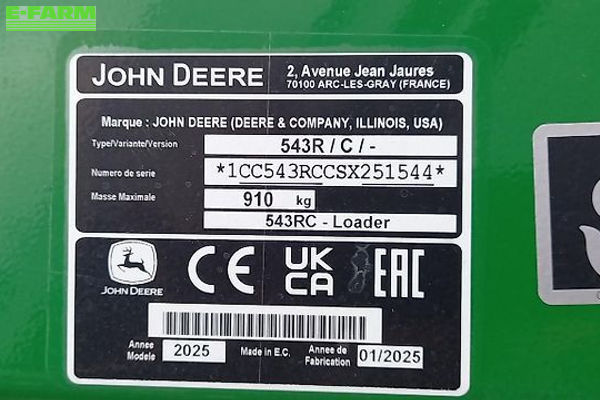 E-FARM
JOHN DEERE
2, Avenue Jean Jaures
70100 ARC-LES-GRAY (FRANCE)
Marque : JOHN DEERE (DEERE & COMPANY, ILLINOIS, USA)
Type/Variante/Version 543R / C / -
Numero de serie *1CC543RCCSX251544*
Masse Maximale 910 kg
543RC - Loader
JOHN DEERE
CE UK CA EAC
Annee Modele 2025 Made in E.C. Annee de Fabrication 01/2025